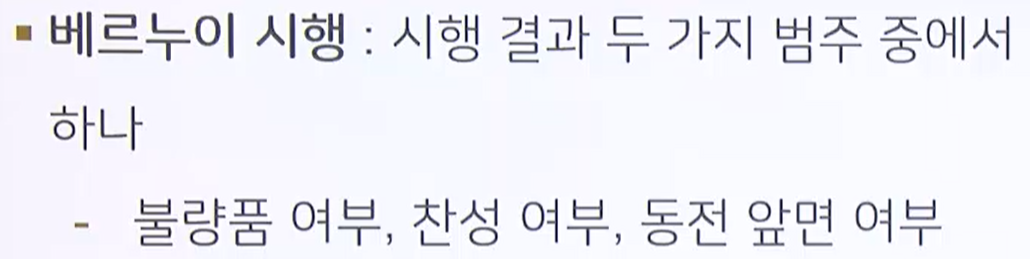 ▪ 베르누이 시행 : 시행 결과 두 가지 범주 중에서
하나
- 불량품 여부, 찬성 여부, 동전 앞면 여부